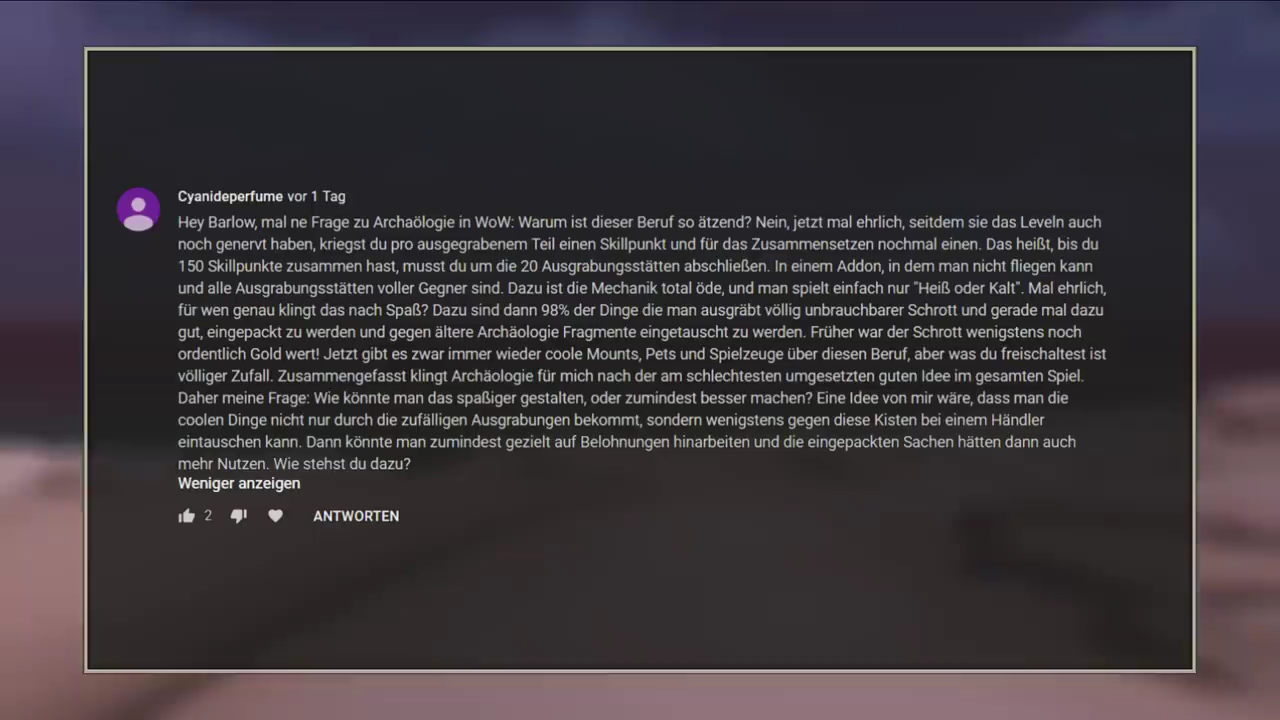 Cyanideperfume vor 1 Tag
Hey Barlow, mal ne Frage zu Archaölogie in WoW: Warum ist dieser Beruf so ätzend? Nein, jetzt mal ehrlich, seitdem sie das Leveln auch
noch genervt haben, kriegst du pro ausgegrabenem Teil einen Skillpunkt und für das Zusammensetzen nochmal einen. Das heißt, bis du
150 Skillpunkte zusammen hast, musst du um die 20 Ausgrabungsstätten abschließen. In einem Addon, in dem man nicht fliegen kann
und alle Ausgrabungsstätten voller Gegner sind. Dazu ist die Mechanik total öde, und man spielt einfach nur "Heiß oder Kalt". Mal ehrlich,
für wen genau klingt das nach Spaß? Dazu sind dann 98% der Dinge die man ausgräbt völlig unbrauchbarer Schrott und gerade mal dazu
gut, eingepackt zu werden und gegen ältere Archäologie Fragmente eingetauscht zu werden. Früher war der Schrott wenigstens noch
ordentlich Gold wert! Jetzt gibt es zwar immer wieder coole Mounts, Pets und Spielzeuge über diesen Beruf, aber was du freischaltest ist
völliger Zufall. Zusammengefasst klingt Archäologie für mich nach der am schlechtesten umgesetzten guten Idee im gesamten Spiel.
Daher meine Frage: Wie könnte man das spaßiger gestalten, oder zumindest besser machen? Eine Idee von mir wäre, dass man die
coolen Dinge nicht nur durch die zufälligen Ausgrabungen bekommt, sondern wenigstens gegen diese Kisten bei einem Händler
eintauschen kann. Dann könnte man zumindest gezielt auf Belohnungen hinarbeiten und die eingepackten Sachen hätten dann auch
mehr Nutzen. Wie stehst du dazu?
Weniger anzeigen
2 ANTWORTEN